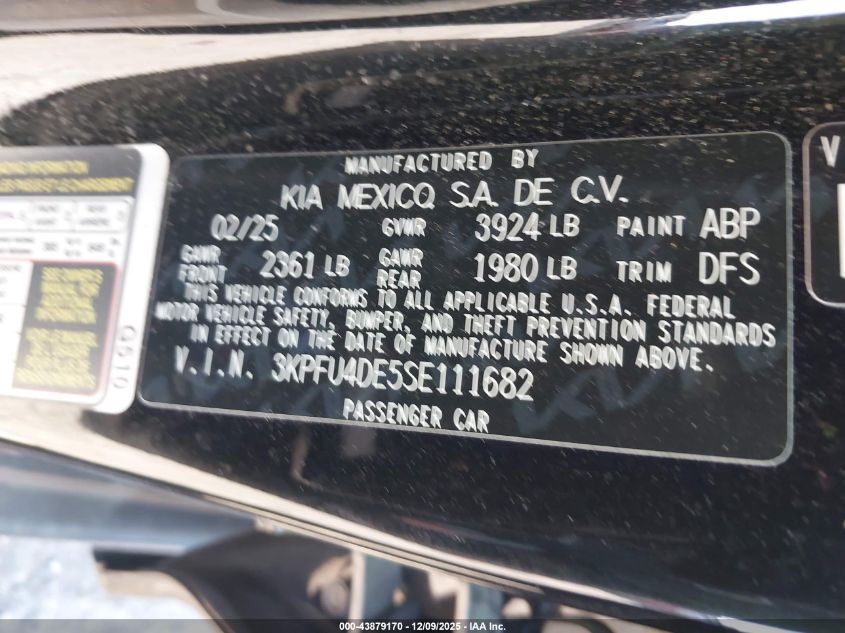 MANUFACTURED BY
KIA MEXICO S.A. DE C.V.
02/25 GVWR 3924 LB PAINT ABP
GAWR FRONT 2361 LB GAWR REAR 1980 LB TRIM DFS
THIS VEHICLE CONFORMS TO ALL APPLICABLE U.S.A. FEDERAL
MOTOR VEHICLE SAFETY, BUMPER, AND THEFT PREVENTION STANDARDS
IN EFFECT ON THE DATE OF MANUFACTURE SHOWN ABOVE.
V.I.N. 3KPFU4DE5SE111682
PASSENGER CAR
Q510
V
000-43879170 - 12/09/2025 - © IAA Inc.